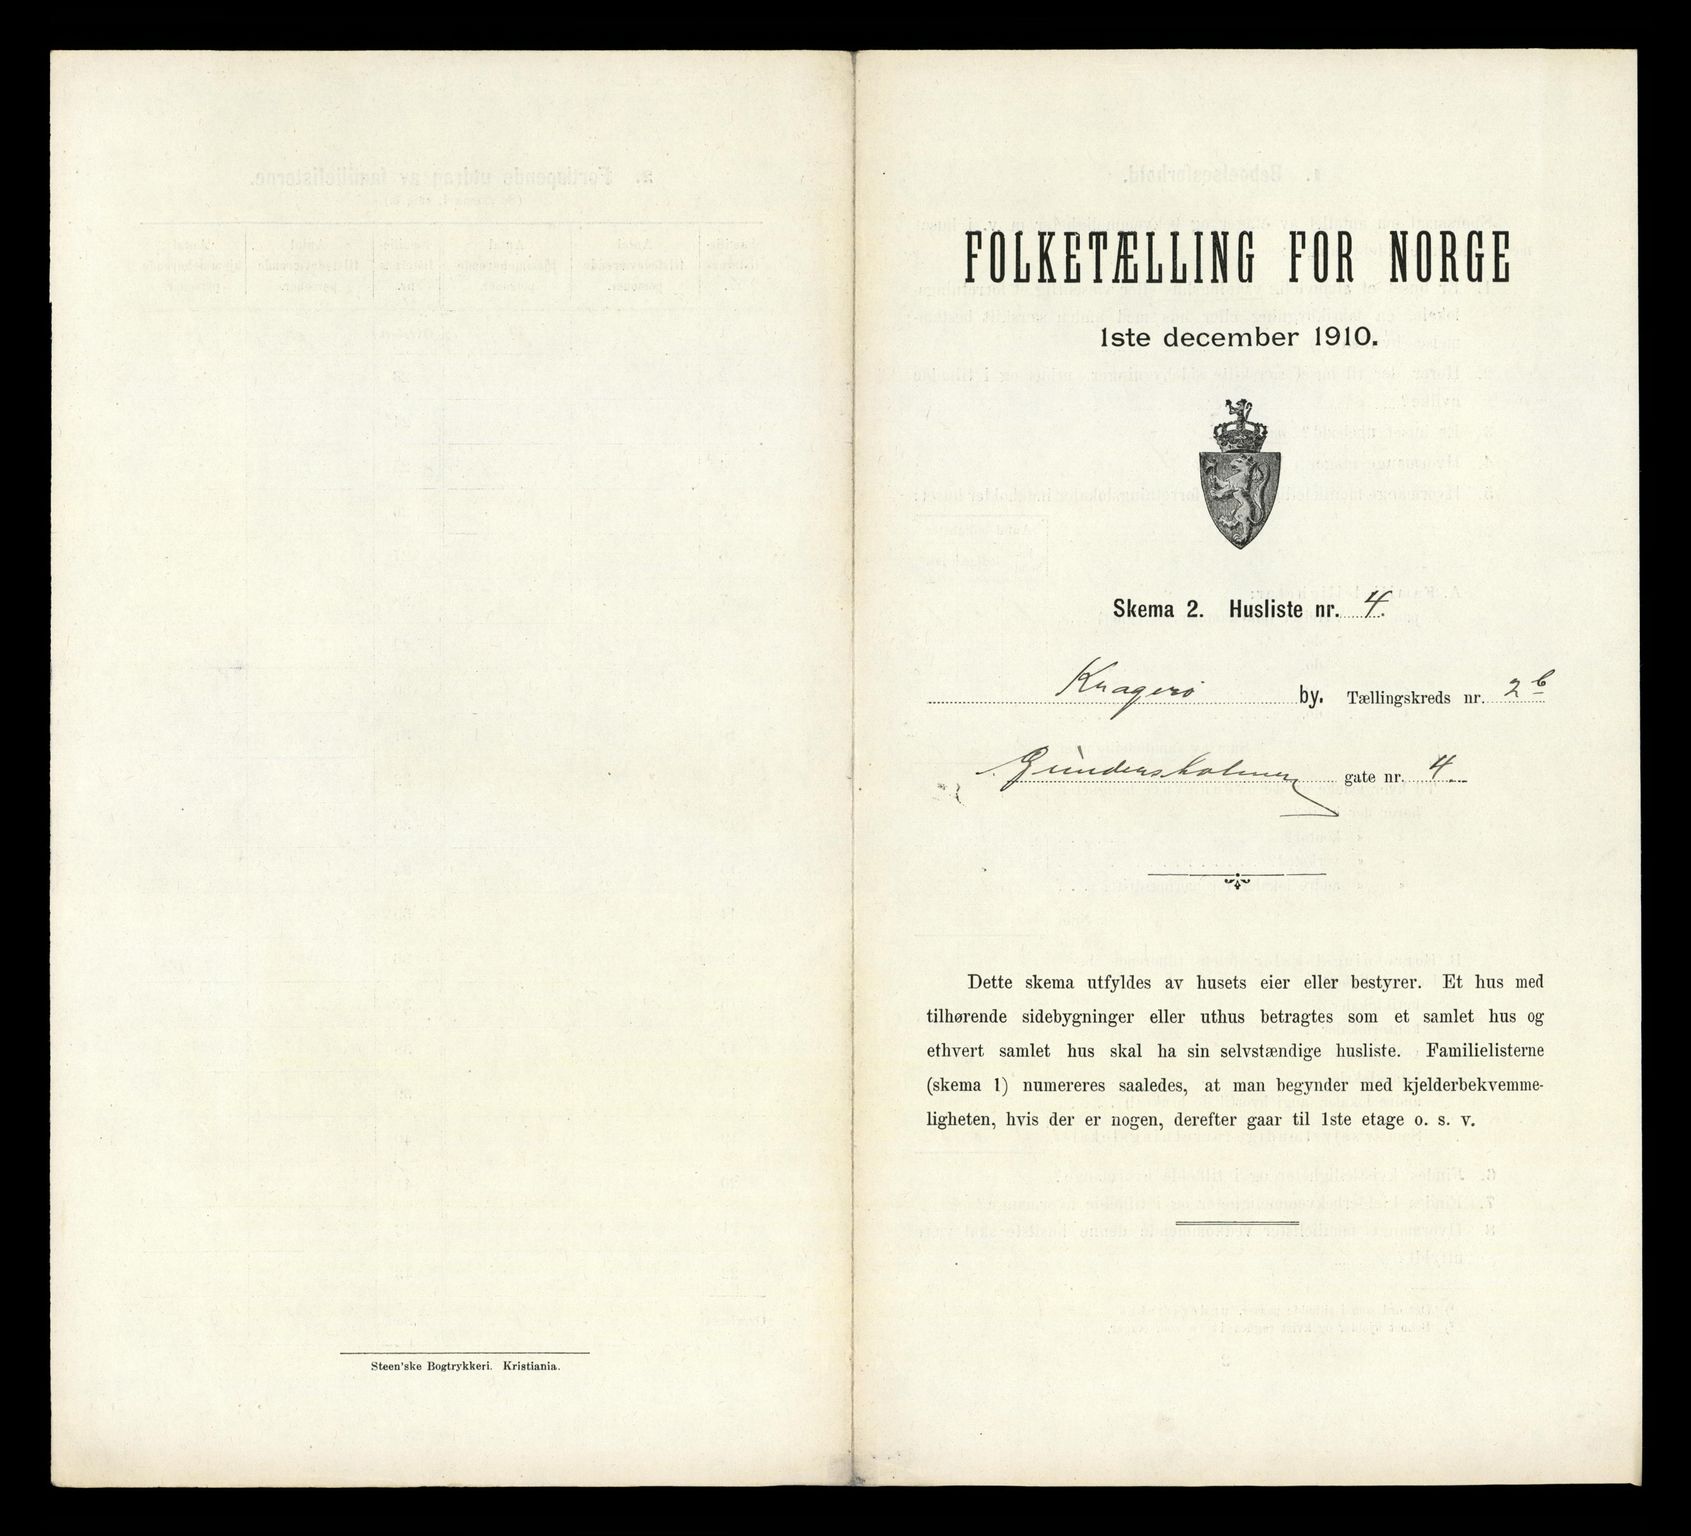 FOLKETÆLLING FOR NORGE
1ste december 1910.
Skema 2. Husliste nr. 4.
Kragerø by. Tællingskreds nr. 2 b
Gundersholmen gate nr. 4.
Dette skema utfyldes av husets eier eller bestyrer. Et hus med
tilhørende sidebygninger eller uthus betragtes som et samlet hus og
ethvert samlet hus skal ha sin selvstændige husliste. Familielisterne
(skema 1) numereres saaledes, at man begynder med kjelderbekvemme-
ligheten, hvis der er nogen, derefter gaar til 1ste etage o. s. v.
Steen'ske Bogtrykkeri. Kristiania.